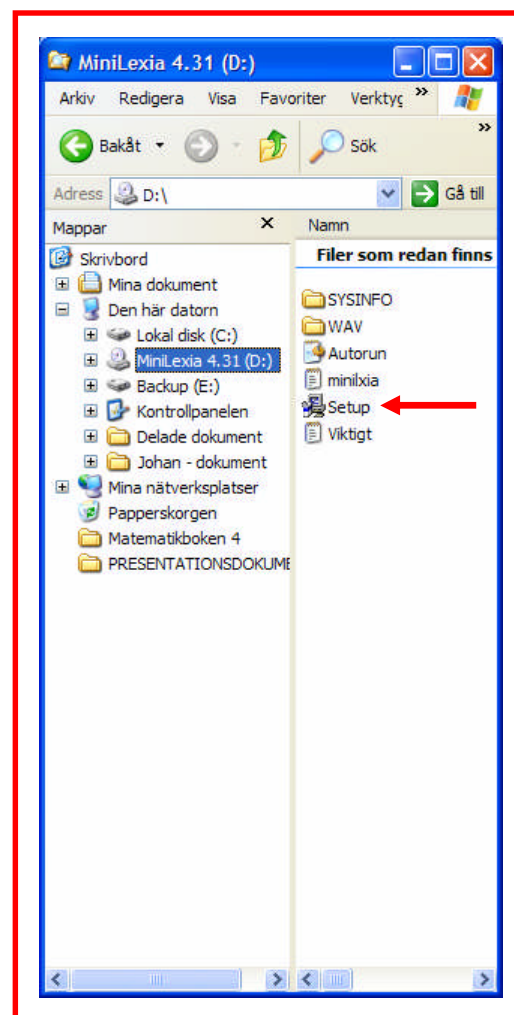 MiniLexia 4.31 (D:)
Arkiv Redigera Visa Favoriter Verktyg »
Bakåt Sök »
Adress D:\ Gå till
Mappar X Namn
Filer som redan finns
Skrivbord
Mina dokument
Den här datorn
Lokal disk (C:)
MiniLexia 4.31 (D:)
Backup (E:)
Kontrollpanelen
Delade dokument
Johan - dokument
Mina nätverksplatser
Papperskorgen
Matematikboken 4
PRESENTATIONSDOKUME
SYSINFO
WAV
Autorun
minilxia
Setup
Viktigt